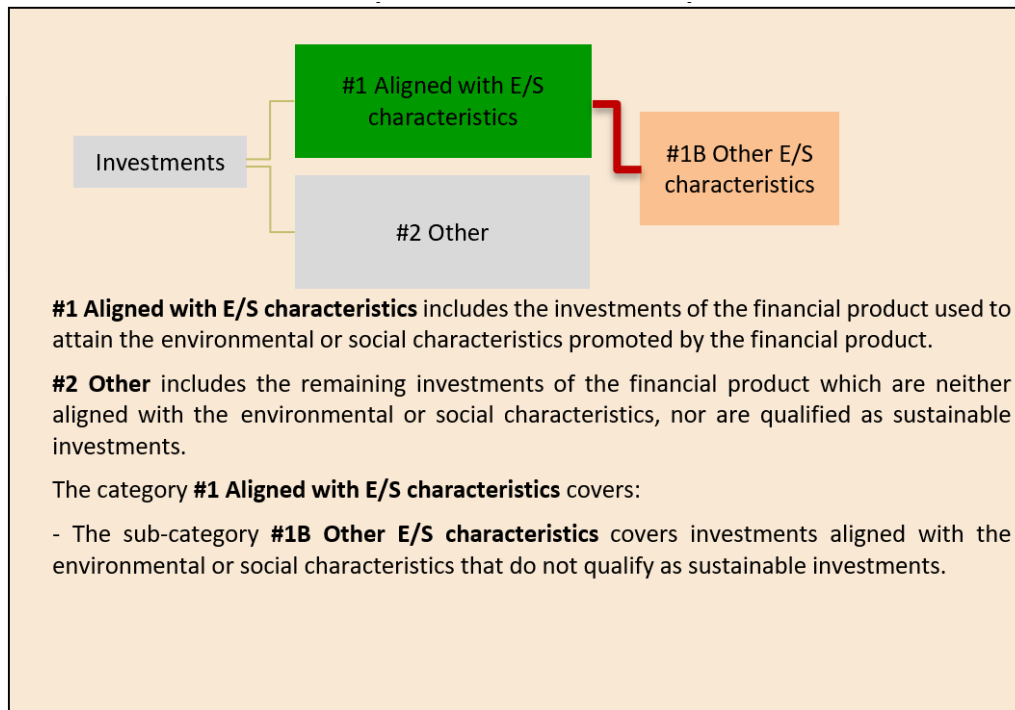 #1 Aligned with E/S
characteristics
Investments
#1B Other E/S
characteristics
#2 Other
#1 Aligned with E/S characteristics includes the investments of the financial product used to
attain the environmental or social characteristics promoted by the financial product.
#2 Other includes the remaining investments of the financial product which are neither
aligned with the environmental or social characteristics, nor are qualified as sustainable
investments.
The category #1 Aligned with E/S characteristics covers:
- The sub-category #1B Other E/S characteristics covers investments aligned with the
environmental or social characteristics that do not qualify as sustainable investments.